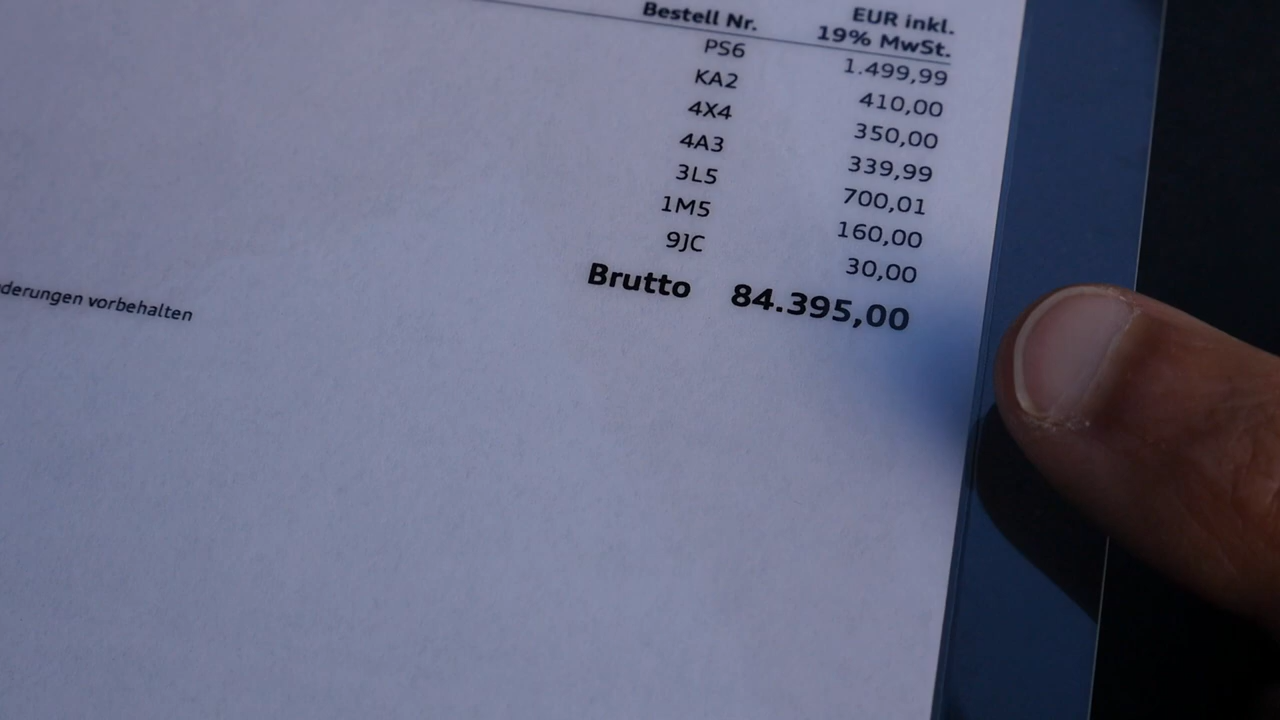 Bestell Nr. EUR inkl. 19% MwSt.
PS6 1.499,99
KA2 410,00
4X4 350,00
4A3 339,99
3L5 700,01
1M5 160,00
9JC 30,00
Brutto 84.395,00
derungen vorbehalten